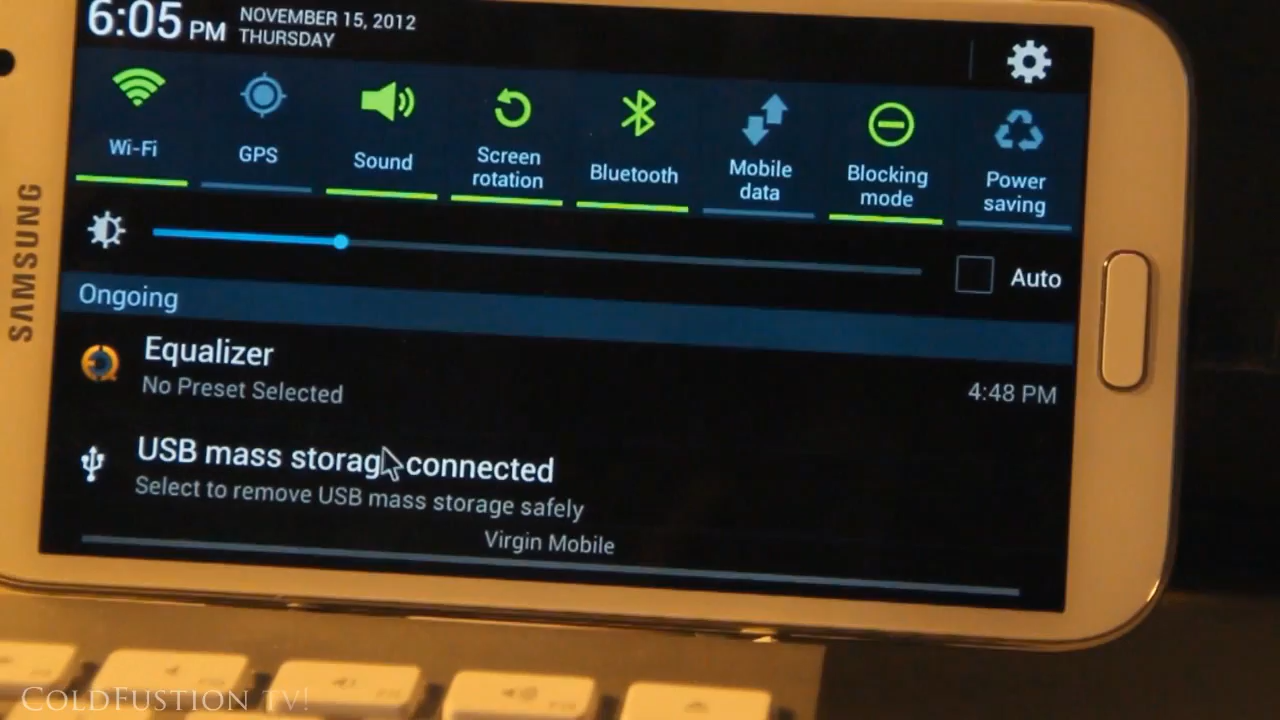 6:05 PM
NOVEMBER 15, 2012
THURSDAY
Wi-Fi
GPS
Sound
Screen
rotation
Bluetooth
Mobile
data
Blocking
mode
Power
saving
Auto
Ongoing
Equalizer
No Preset Selected
4:48 PM
USB mass storag connected
Select to remove USB mass storage safely
Virgin Mobile
SAMSUNG
COLDFUSTION TV!